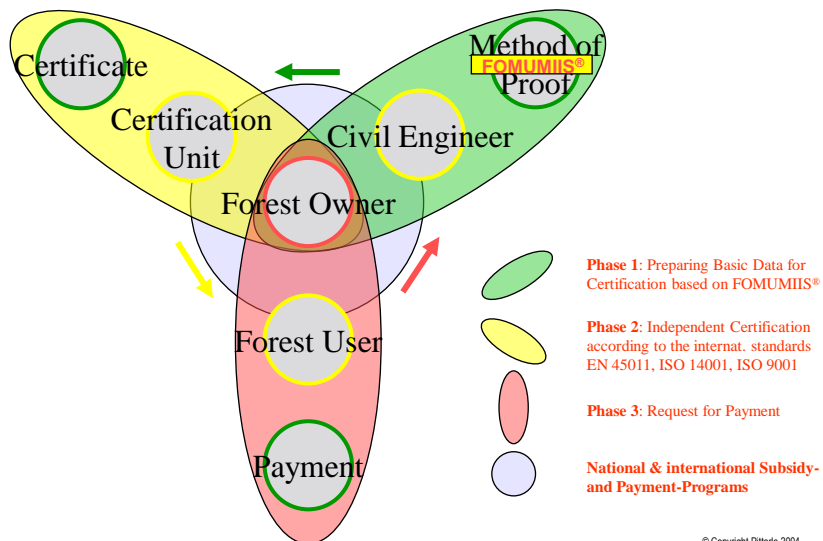 Certificate
Method of
FOMUMIIS®
Proof
Certification
Unit
Civil Engineer
Forest Owner
Forest User
Payment
Phase 1: Preparing Basic Data for
Certification based on FOMUMIIS®
Phase 2: Independent Certification
according to the internat. standards
EN 45011, ISO 14001, ISO 9001
Phase 3: Request for Payment
National & international Subsidy-
and Payment-Programs
© Copyright
2004